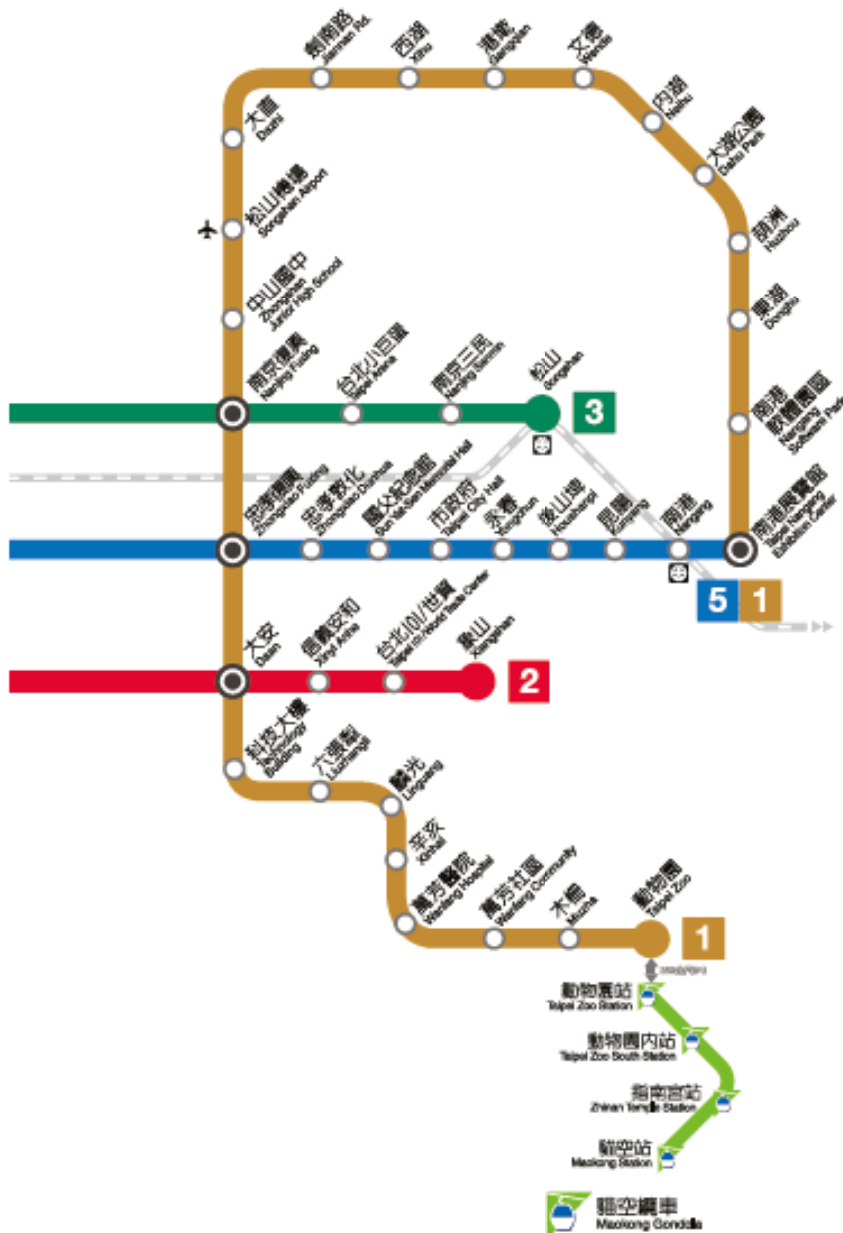 劍南路
Jiannan Rd.
西湖
Xihu
港墘
Gangqian
文德
Wende
內湖
Neihu
大湖公園
Dahu Park
葫洲
Huzhou
東湖
Donghu
南港
軟體園區
Nangang
Software Park
南港展覽館
Taipei Nangang
Exhibition Center
大直
Dazhi
松山機場
Songshan Airport
中山國中
Zhongshan
Junior High School
南京復興
Nanjing Fuxing
台北小巨蛋
Taipei Arena
南京三民
Nanjing Sanmin
松山
Songshan
3
忠孝復興
Zhongxiao Fuxing
忠孝敦化
Zhongxiao Dunhua
國父紀念館
Sun Yat-Sen Memorial Hall
市政府
Taipei City Hall
永春
Yongchun
後山埤
Houshanpi
昆陽
Kunyang
南港
Nangang
5
1
大安
Daan
信義安和
Xinyi Anhe
台北101/世貿
Taipei 101/World Trade Center
象山
Xiangshan
2
科技大樓
Technology
Building
六張犁
Liuzhangli
麟光
Linguang
辛亥
Xinhai
萬芳醫院
Wanfang Hospital
萬芳社區
Wanfang Community
木柵
Muzha
動物園
Taipei Zoo
1
動物園站
Taipei Zoo Station
動物園內站
Taipei Zoo South Station
指南宮站
Zhinan Temple Station
貓空站
Maokong Station
貓空纜車
Maokong Gondola